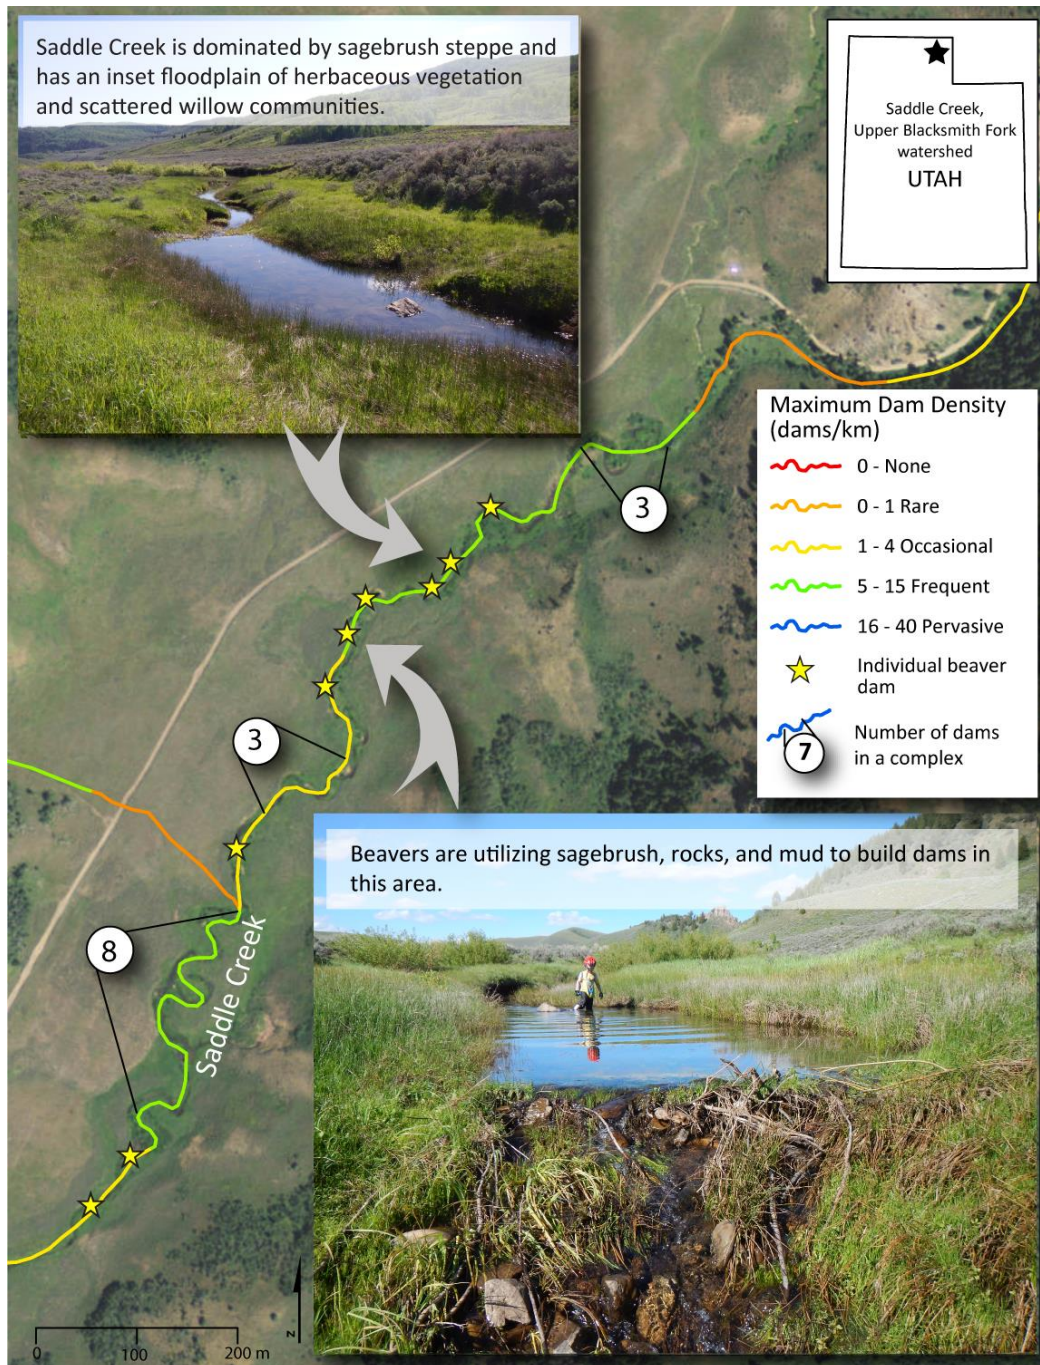 Saddle Creek is dominated by sagebrush steppe and
has an inset floodplain of herbaceous vegetation
and scattered willow communities.
Saddle Creek,
Upper Blacksmith Fork
watershed
UTAH
Maximum Dam Density
(dams/km)
0 - None
0 - 1 Rare
1 - 4 Occasional
5 - 15 Frequent
16 - 40 Pervasive
Individual beaver
dam
7
Number of dams
in a complex
3
3
8
Saddle Creek
Beavers are utilizing sagebrush, rocks, and mud to build dams in
this area.
N
0
100
200 m